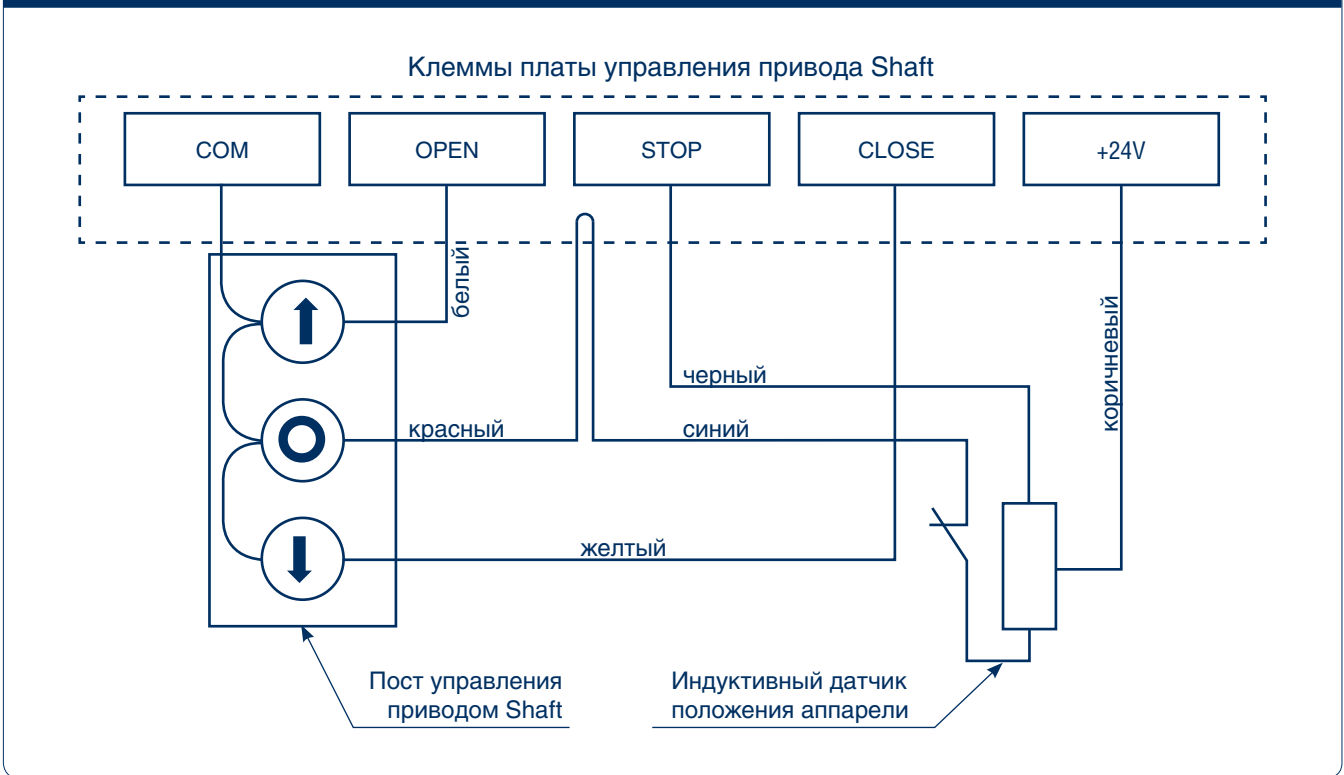 Клеммы платы управления привода Shaft
COM
OPEN
STOP
CLOSE
+24V
белый
черный
коричневый
красный
синий
желтый
Пост управления
приводом Shaft
Индуктивный датчик
положения аппарели